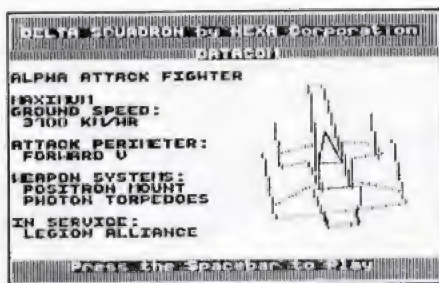 DELTA SQUADRON by NEXA Corporation
DATACOM
ALPHA ATTACK FIGHTER
MAXIMUM
GROUND SPEED:
3700 KM/HR
ATTACK PERIMETER:
FORWARD V
WEAPON SYSTEMS:
POSITRON MOUNT
PHOTON TORPEDOES
IN SERVICE:
LEGION ALLIANCE
Press the Spacebar to Play